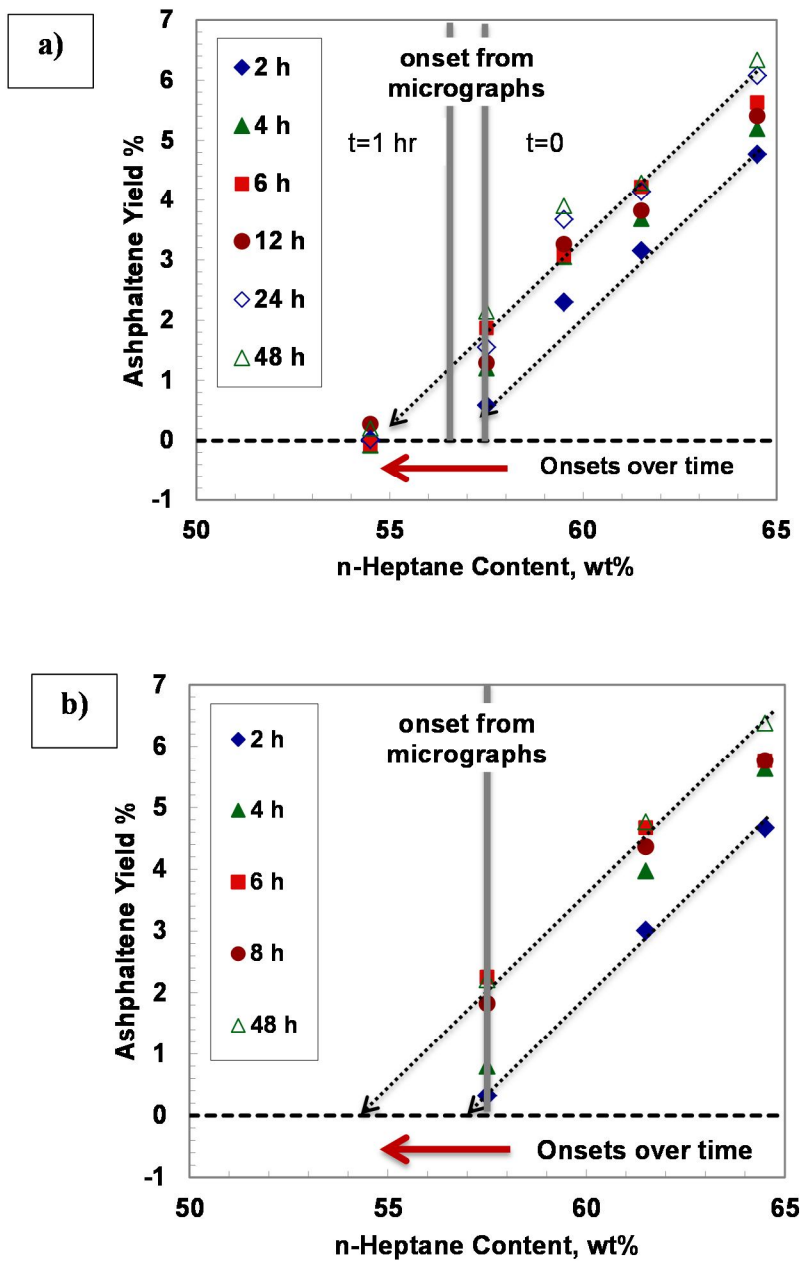 a)
7
6
5
4
3
2
1
0
-1
Ashphaltene Yield %
2 h
4 h
6 h
12 h
24 h
48 h
onset from
micrographs
t=1 hr
t=0
Onsets over time
50
55
60
65
n-Heptane Content, wt%
b)
7
6
5
4
3
2
1
0
-1
Ashphaltene Yield %
2 h
4 h
6 h
8 h
48 h
onset from
micrographs
Onsets over time
50
55
60
65
n-Heptane Content, wt%